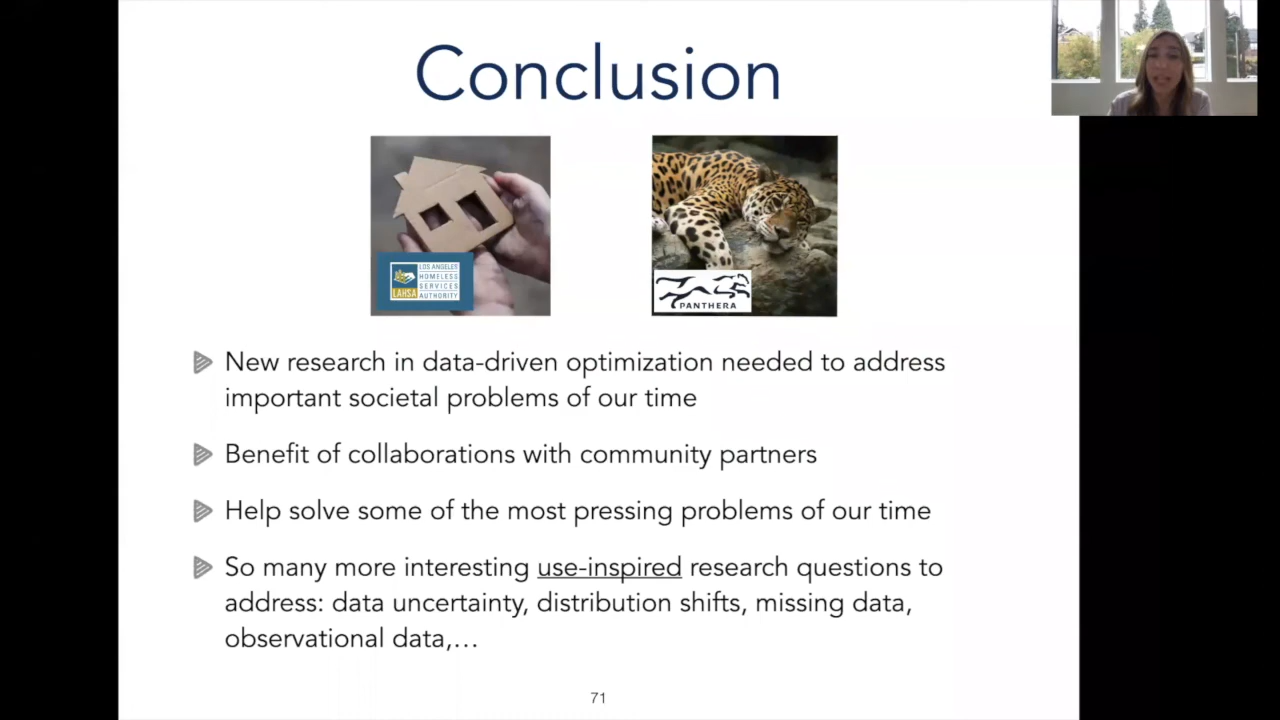 Conclusion
LOS ANGELES
HOMELESS
SERVICES
AUTHORITY
LAHSA
PANTHERA
New research in data-driven optimization needed to address
important societal problems of our time
Benefit of collaborations with community partners
Help solve some of the most pressing problems of our time
So many more interesting use-inspired research questions to
address: data uncertainty, distribution shifts, missing data,
observational data,…
71